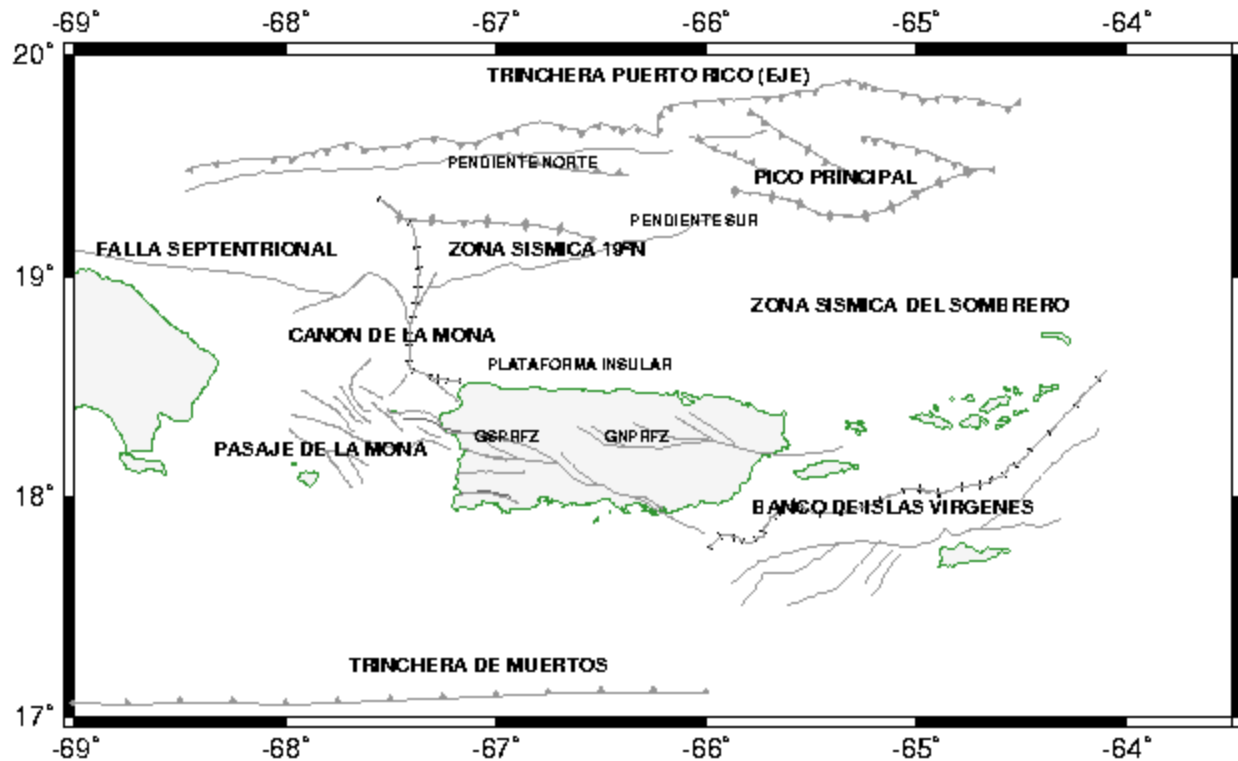 -69° -68° -67° -66° -65° -64°
20°
TRINCHERA PUERTO RICO (EJE)
PENDIENTE NORTE
PICO PRINCIPAL
PENDIENTE SUR
FALLA SEPTENTRIONAL
ZONA SISMICA 19°N
19°
ZONA SISMICA DEL SOMBRERO
CANON DE LA MONA
PLATAFORMA INSULAR
GSPRFZ
GNPRFZ
PASAJE DE LA MONA
18°
BANCO DE ISLAS VIRGENES
TRINCHERA DE MUERTOS
17°
-69° -68° -67° -66° -65° -64°